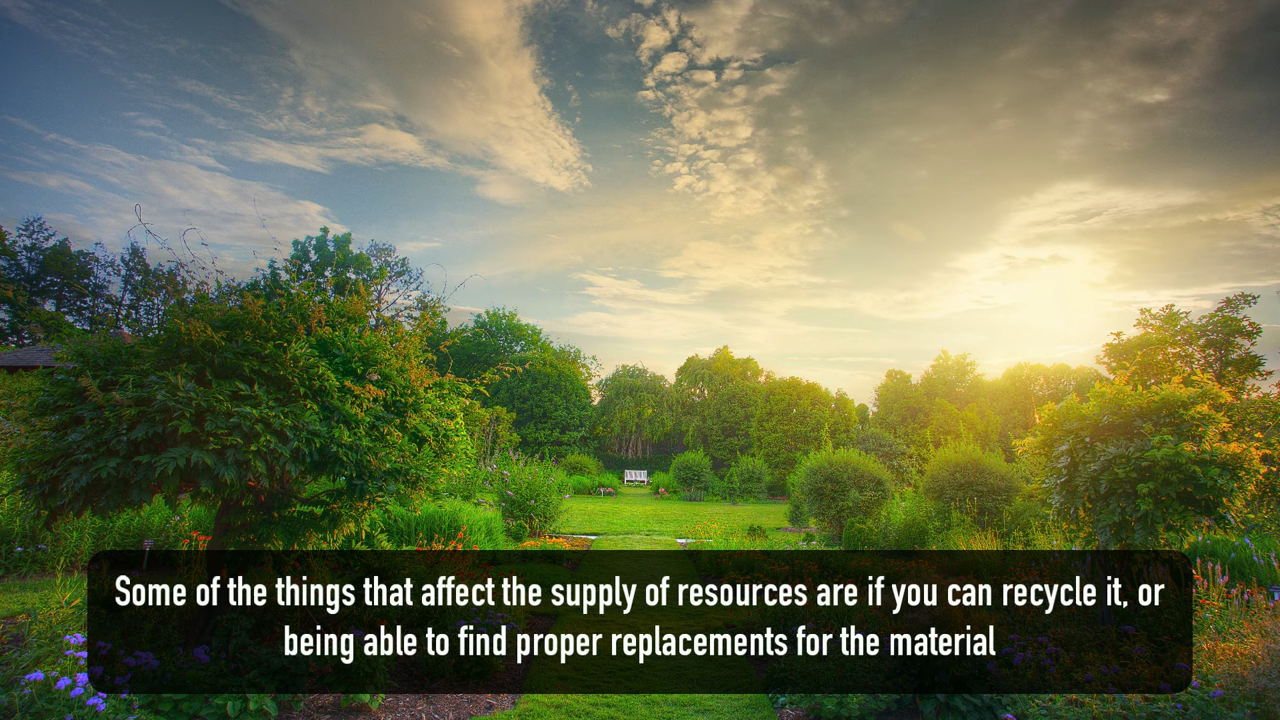 Some of the things that affect the supply of resources are if you can recycle it, or
being able to find proper replacements for the material